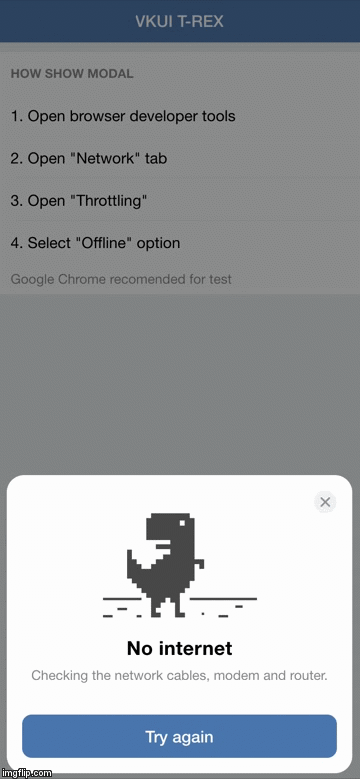 VKUI T-REX
HOW SHOW MODAL
1. Open browser developer tools
2. Open "Network" tab
3. Open "Throttling"
4. Select "Offline" option
Google Chrome recomended for test
No internet
Checking the network cables, modem and router.
Try again
imgflip.com